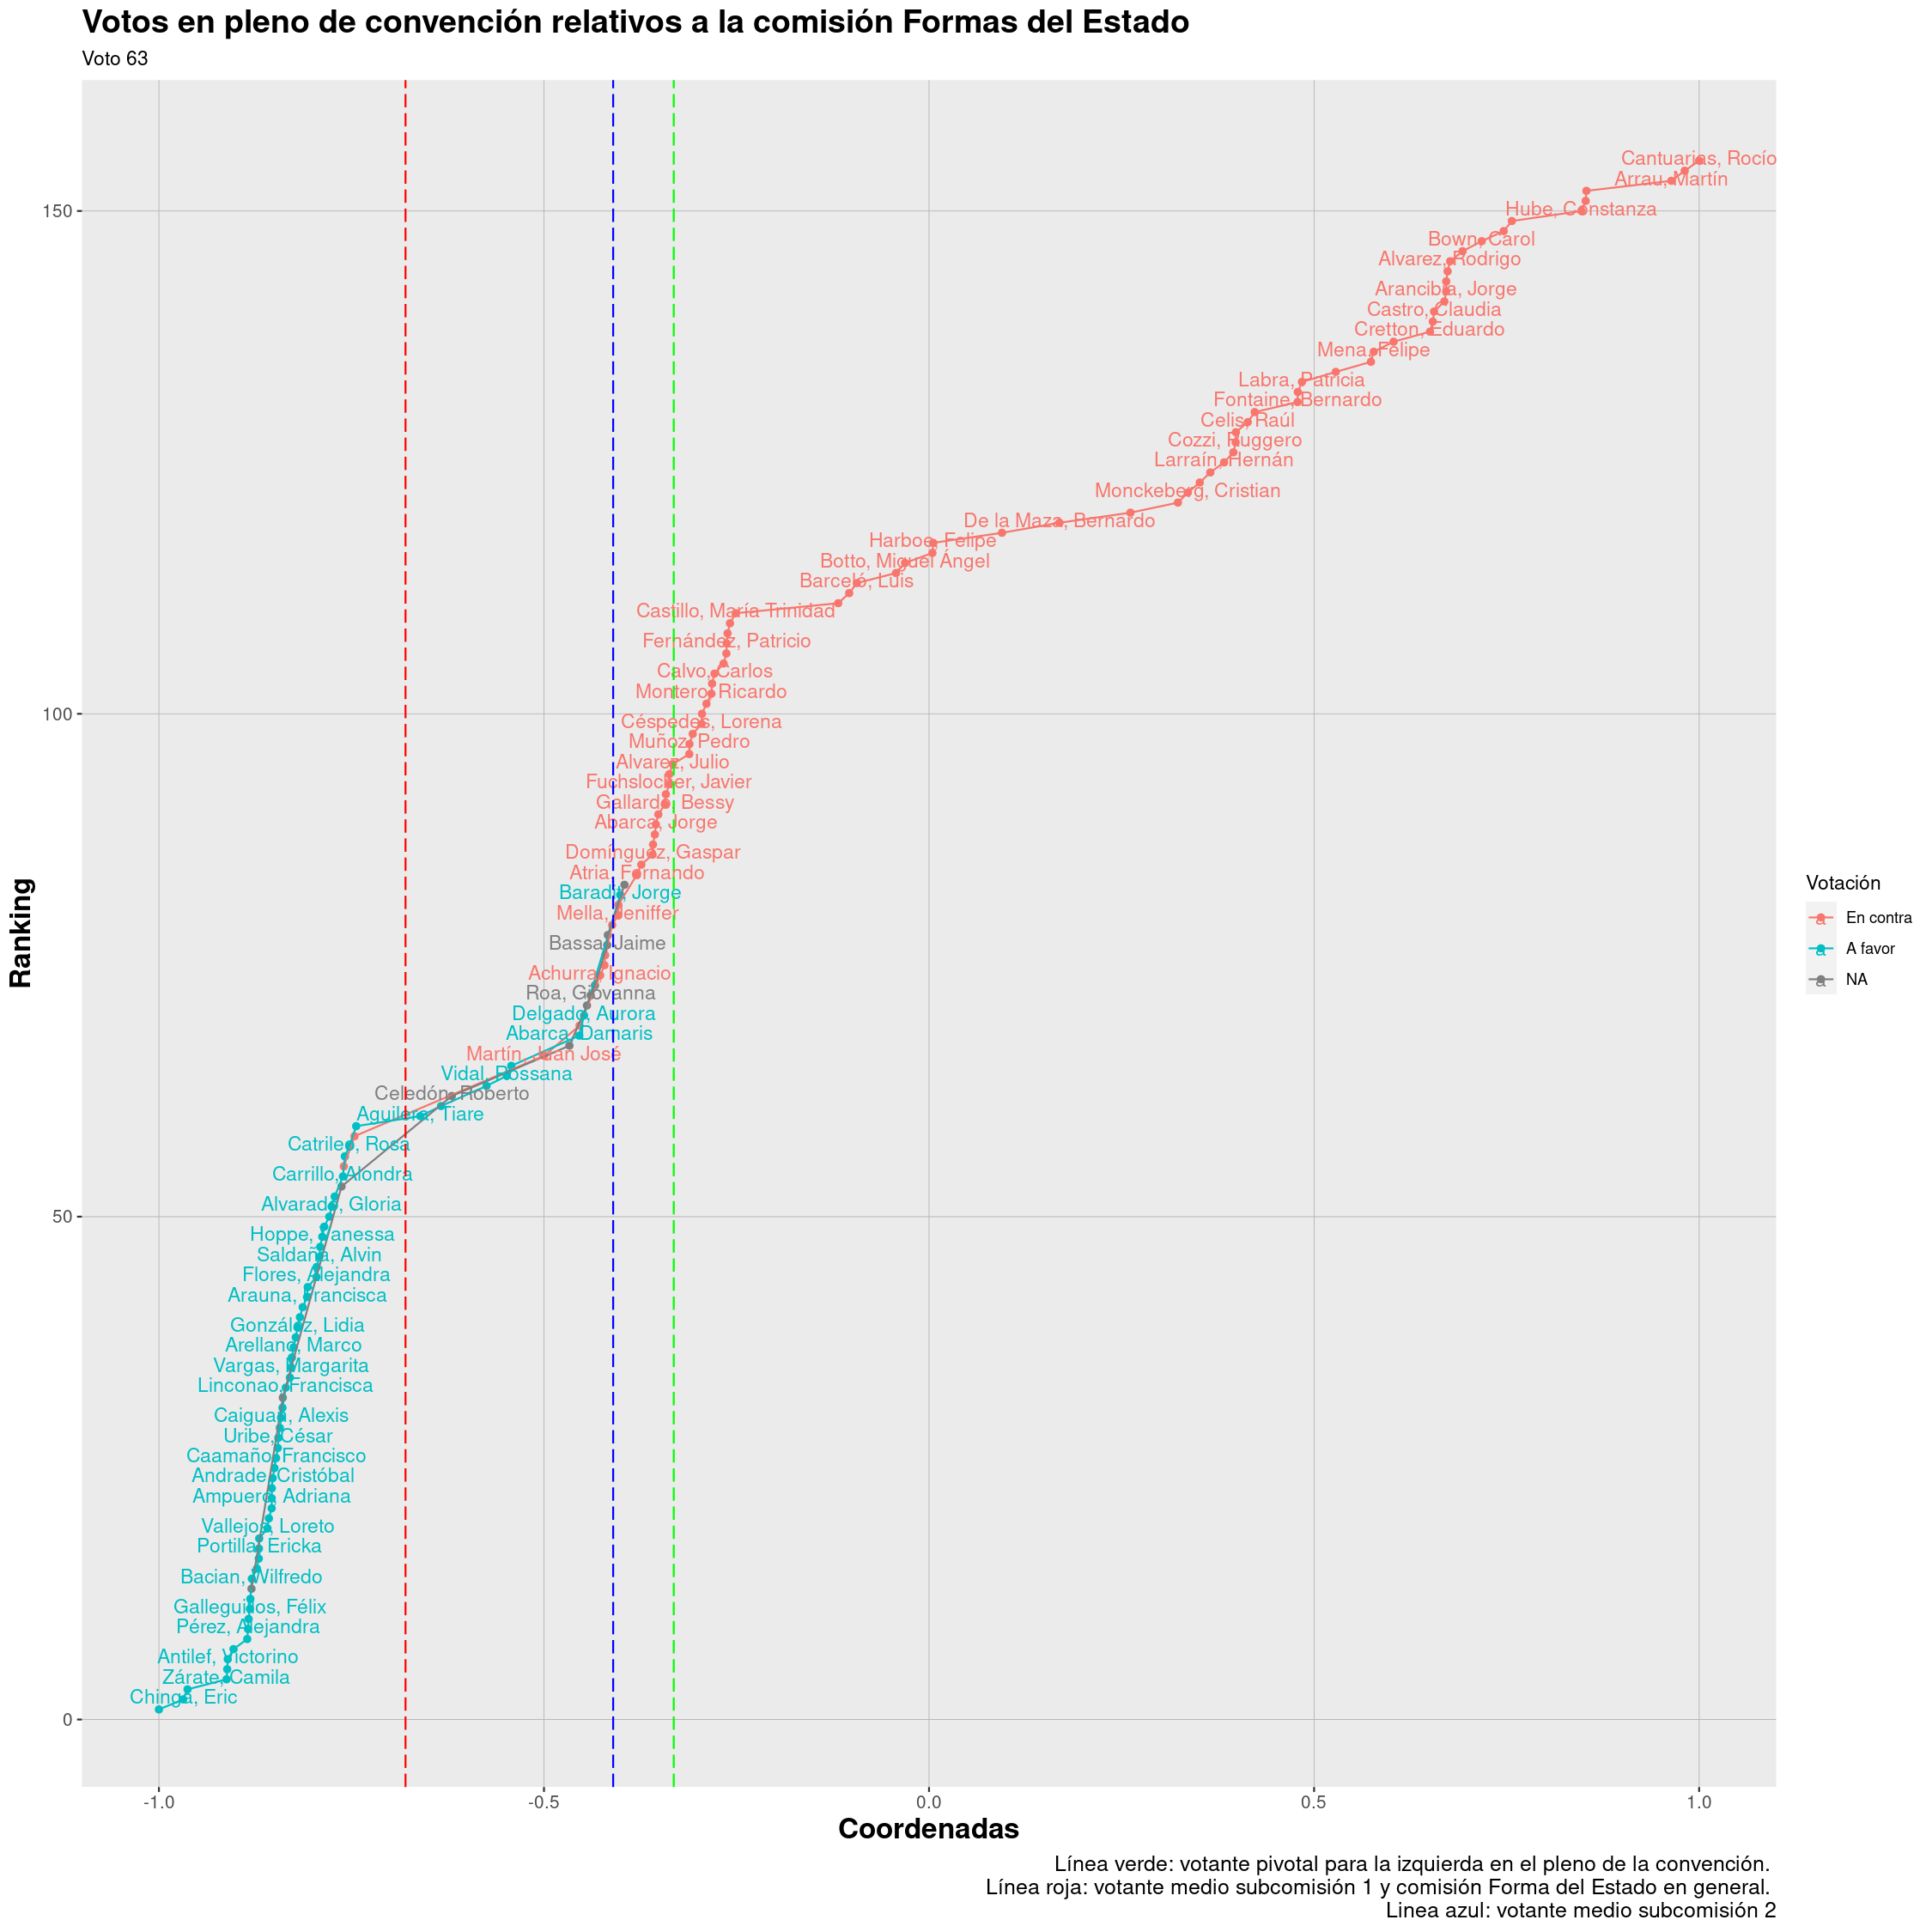 Votos en pleno de convención relativos a la comisión Formas del Estado
Voto 63
Cantuarias, Rocío
Arrau, Martín
150
Hube, Constanza
Bown, Carol
Alvarez, Rodrigo
Arancibia, Jorge
Castro, Claudia
Cretton, Eduardo
Mena, Felipe
Labra, Patricia
Fontaine, Bernardo
Celis, Raúl
Cozzi, Ruggero
Larraín, Hernán
Monckeberg, Cristian
De la Maza, Bernardo
Harboe, Felipe
Botto, Miguel Ángel
Barceló, Luis
Castillo, María Trinidad
Fernández, Patricio
Calvo, Carlos
Montero, Ricardo
100
Céspedes, Lorena
Muñoz, Pedro
Alvarez, Julio
Fuchslocher, Javier
Gallardo, Bessy
Abarca, Jorge
Domínguez, Gaspar
Atria, Fernando
Baradit, Jorge
Mella, Jeniffer
Bassa, Jaime
Achurra, Ignacio
Roa, Giovanna
Delgado, Aurora
Abarca, Damaris
Martín, Juan José
Vidal, Rossana
Celedón, Roberto
Aguilera, Tiare
Catrileo, Rosa
Carrillo, Alondra
Alvarado, Gloria
50
Hoppe, Vanessa
Saldaña, Alvin
Flores, Alejandra
Arauna, Francisca
González, Lidia
Arellano, Marco
Vargas, Margarita
Linconao, Francisca
Caiguan, Alexis
Uribe, César
Caamaño, Francisco
Andrade, Cristóbal
Ampuero, Adriana
Vallejos, Loreto
Portilla, Ericka
Bacian, Wilfredo
Galleguillos, Félix
Pérez, Alejandra
Antilef, Victorino
Zárate, Camila
Chinga, Eric
0
Ranking
-1.0 -0.5 0.0 0.5 1.0
Coordenadas
Votación
a En contra
a A favor
a NA
Línea verde: votante pivotal para la izquierda en el pleno de la convención.
Línea roja: votante medio subcomisión 1 y comisión Forma del Estado en general.
Linea azul: votante medio subcomisión 2